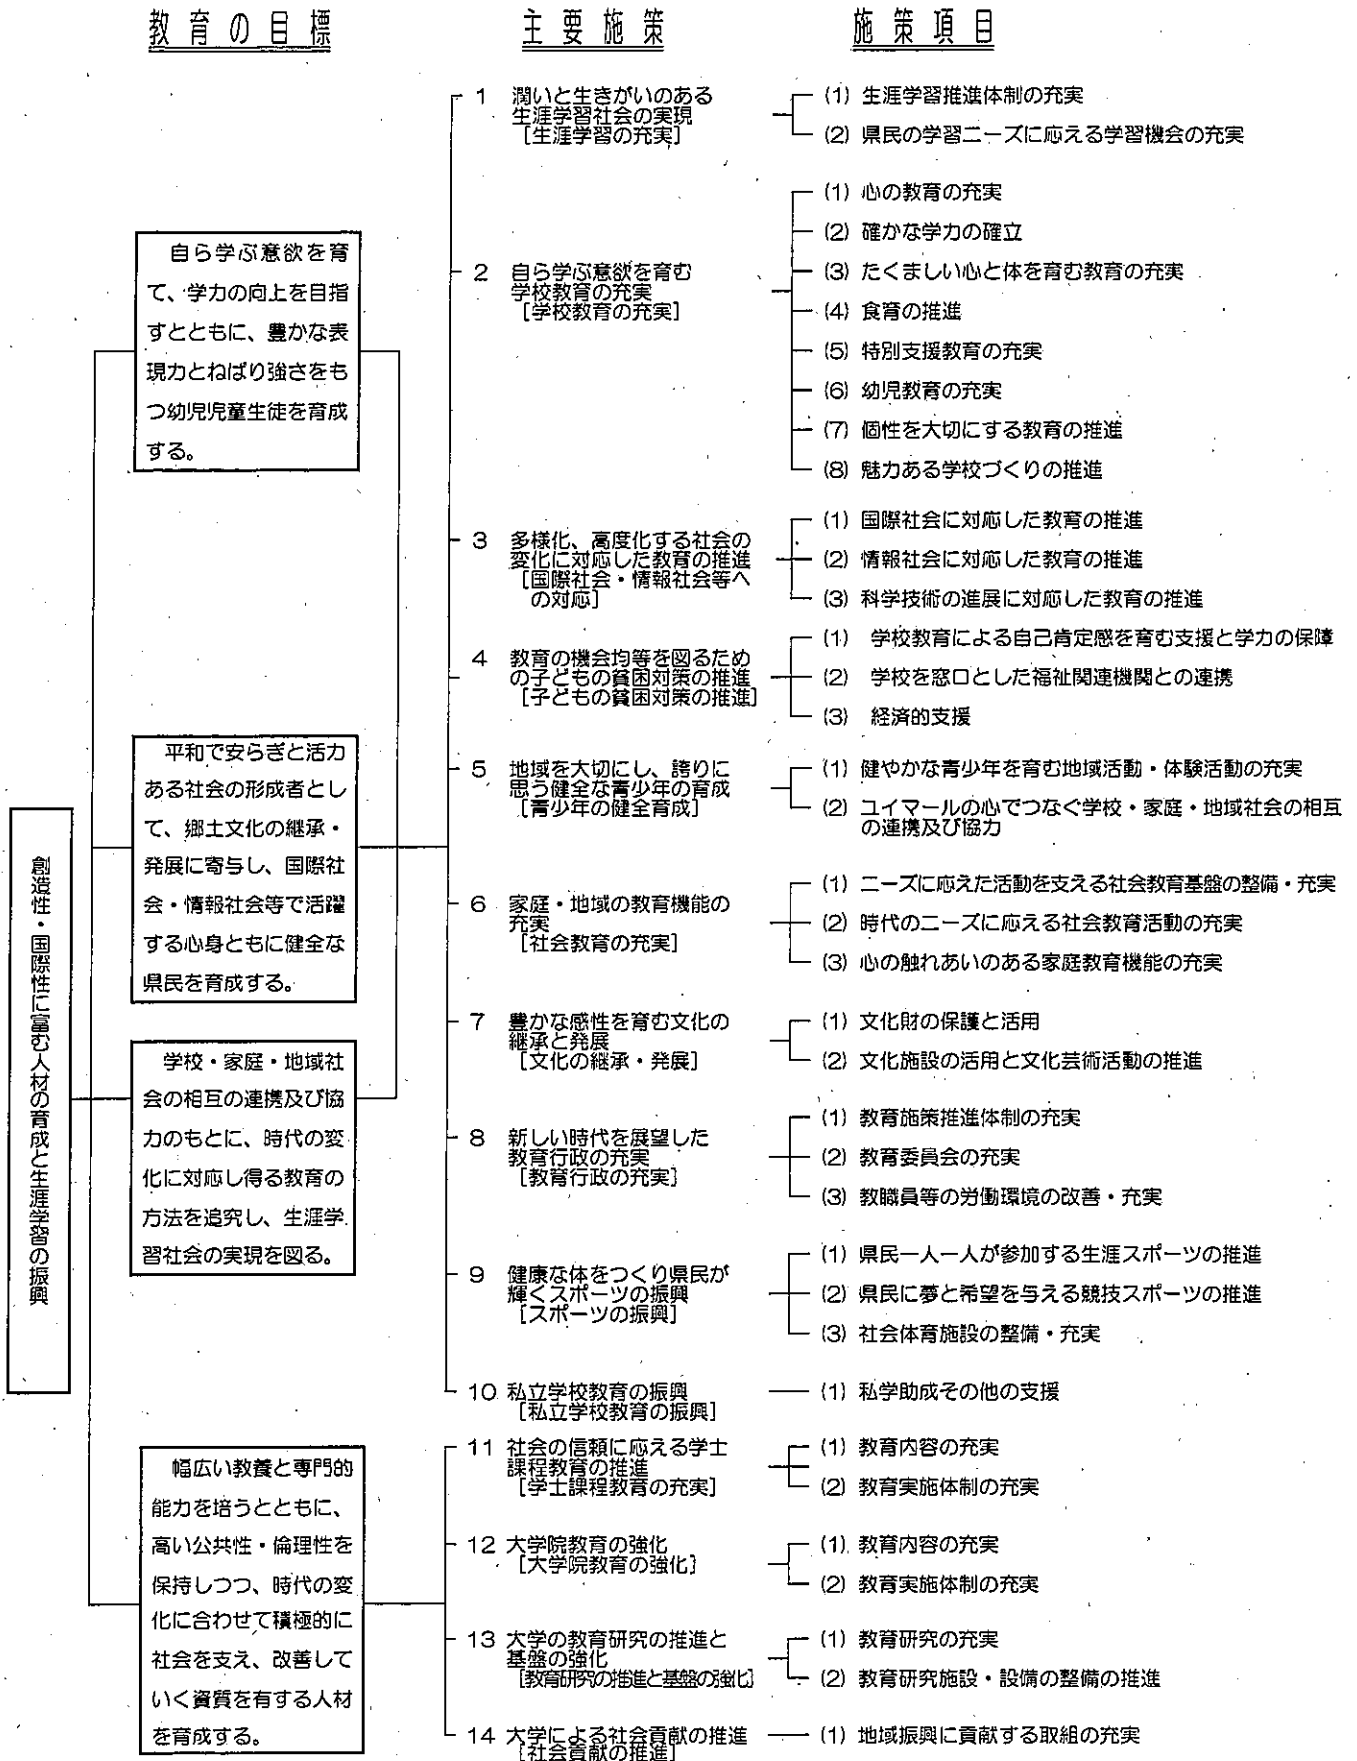 教育の目標
主要施策
施策項目
創造性・国際性に富む人材の育成と生涯学習の振興
自ら学ぶ意欲を育
て、学力の向上を目指
すとともに、豊かな表
現力とねばり強さをも
つ幼児児童生徒を育成
する。
平和で安らぎと活力
ある社会の形成者とし
て、郷土文化の継承・
発展に寄与し、国際社
会・情報社会等で活躍
する心身ともに健全な
県民を育成する。
学校・家庭・地域社
会の相互の連携及び協
力のもとに、時代の変
化に対応し得る教育の
方法を追究し、生涯学
習社会の実現を図る。
幅広い教養と専門的
能力を培うとともに、
高い公共性・倫理性を
保持しつつ、時代の変
化に合わせて積極的に
社会を支え、改善して
いく資質を有する人材
を育成する。
1 潤いと生きがいのある
生涯学習社会の実現
[生涯学習の充実]
(1) 生涯学習推進体制の充実
(2) 県民の学習ニーズに応える学習機会の充実
2 自ら学ぶ意欲を育む
学校教育の充実
[学校教育の充実]
(1) 心の教育の充実
(2) 確かな学力の確立
(3) たくましい心と体を育む教育の充実
(4) 食育の推進
(5) 特別支援教育の充実
(6) 幼児教育の充実
(7) 個性を大切にする教育の推進
(8) 魅力ある学校づくりの推進
3 多様化、高度化する社会の
変化に対応した教育の推進
[国際社会・情報社会等へ
の対応]
(1) 国際社会に対応した教育の推進
(2) 情報社会に対応した教育の推進
(3) 科学技術の進展に対応した教育の推進
4 教育の機会均等を図るため
の子どもの貧困対策の推進
[子どもの貧困対策の推進]
(1) 学校教育による自己肯定感を育む支援と学力の保障
(2) 学校を窓口とした福祉関連機関との連携
(3) 経済的支援
5 地域を大切にし、誇りに
思う健全な青少年の育成
[青少年の健全育成]
(1) 健やかな青少年を育む地域活動・体験活動の充実
(2) ユイマールの心でつなぐ学校・家庭・地域社会の相互
の連携及び協力
6 家庭・地域の教育機能の
充実
[社会教育の充実]
(1) ニーズに応えた活動を支える社会教育基盤の整備・充実
(2) 時代のニーズに応える社会教育活動の充実
(3) 心の触れあいのある家庭教育機能の充実
7 豊かな感性を育む文化の
継承と発展
[文化の継承・発展]
(1) 文化財の保護と活用
(2) 文化施設の活用と文化芸術活動の推進
8 新しい時代を展望した
教育行政の充実
[教育行政の充実]
(1) 教育施策推進体制の充実
(2) 教育委員会の充実
(3) 教職員等の労働環境の改善・充実
9 健康な体をつくり県民が
輝くスポーツの振興
[スポーツの振興]
(1) 県民一人一人が参加する生涯スポーツの推進
(2) 県民に夢と希望を与える競技スポーツの推進
(3) 社会体育施設の整備・充実
10 私立学校教育の振興
[私立学校教育の振興]
(1) 私学助成その他の支援
11 社会の信頼に応える学士
課程教育の推進
[学士課程教育の充実]
(1) 教育内容の充実
(2) 教育実施体制の充実
12 大学院教育の強化
[大学院教育の強化]
(1) 教育内容の充実
(2) 教育実施体制の充実
13 大学の教育研究の推進と
基盤の強化
[教育研究の推進と基盤の強化]
(1) 教育研究の充実
(2) 教育研究施設・設備の整備の推進
14 大学による社会貢献の推進
[社会貢献の推進]
(1) 地域振興に貢献する取組の充実